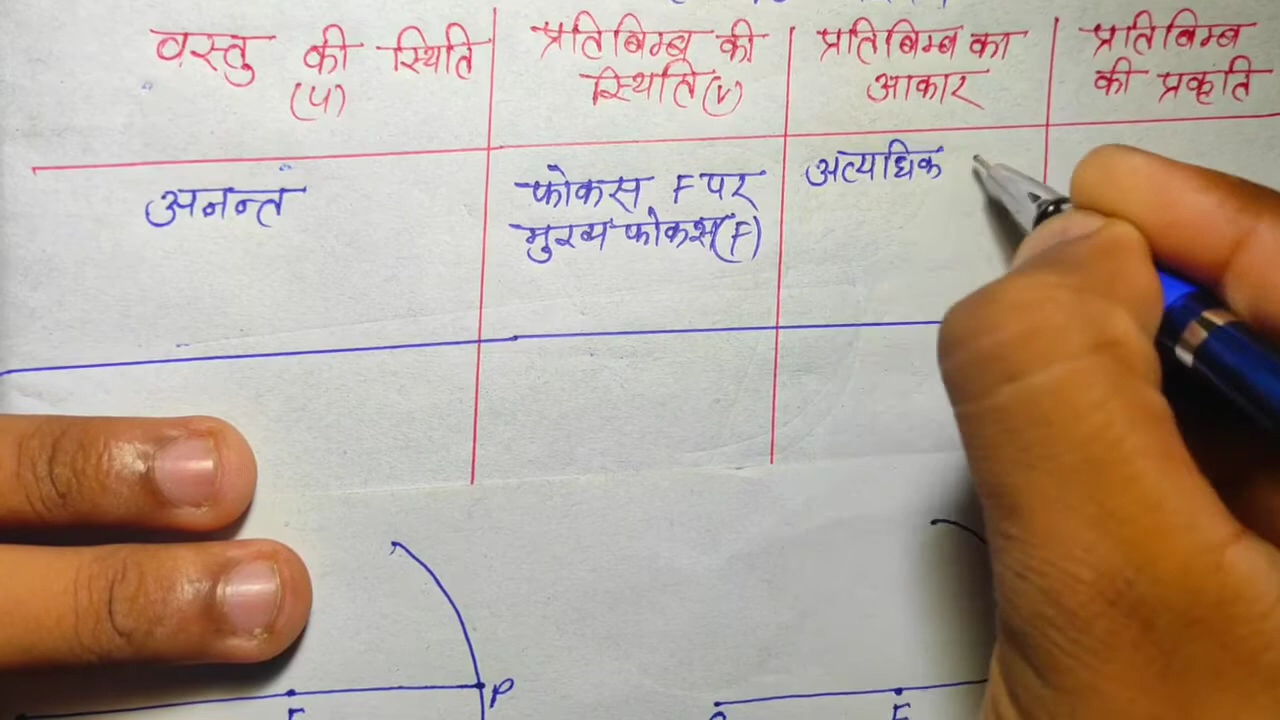 वस्तु की स्थिति
(u)
प्रतिबिम्ब की
स्थिति(v)
प्रतिबिम्ब का
आकार
प्रतिबिम्ब
की प्रकृति
अनन्त
फोकस F पर
मुख्य फोकस(F)
अत्यधिक
P
F